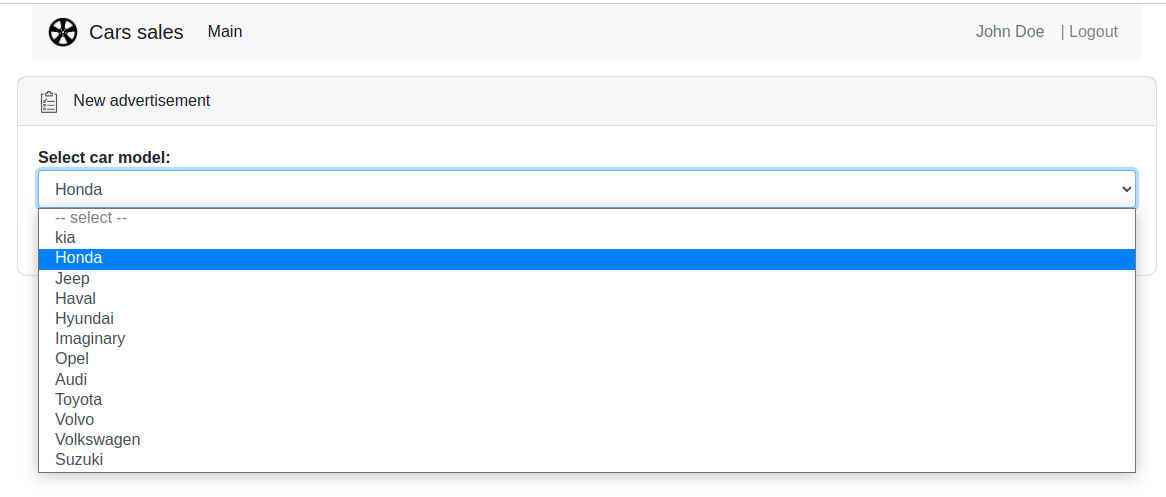 Cars sales Main John Doe | Logout
New advertisement
Select car model:
Honda
-- select --
kia
Honda
Jeep
Haval
Hyundai
Imaginary
Opel
Audi
Toyota
Volvo
Volkswagen
Suzuki